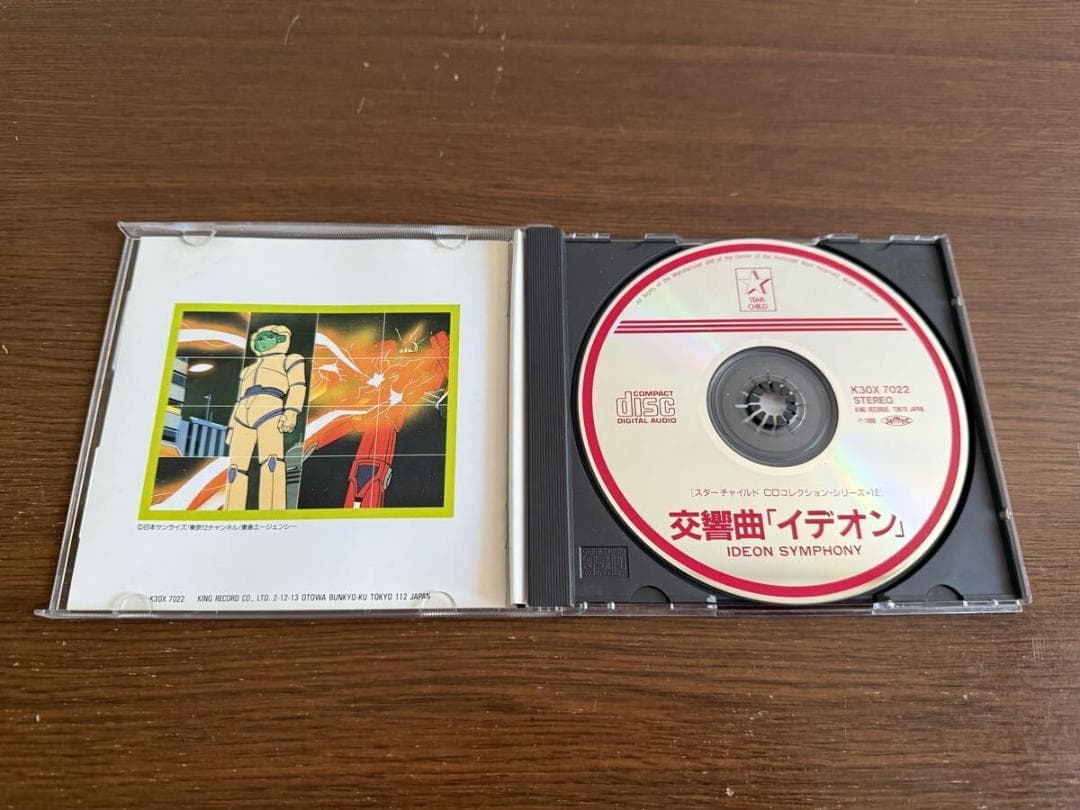 ©日本サンライズ/東京12チャンネル/東急エージェンシー
K30X 7022 KING RECORD CO., LTD. 2-12-13 OTOWA BUNKYO-KU TOKYO 112 JAPAN
STAR
CHILD
COMPACT
disc
DIGITAL AUDIO
K30X 7022
STEREO
KING RECORDS, TOKYO JAPAN.
Ⓟ 1986
[スターチャイルド CDコレクション・シリーズ*12]
交響曲「イデオン」
IDEON SYMPHONY